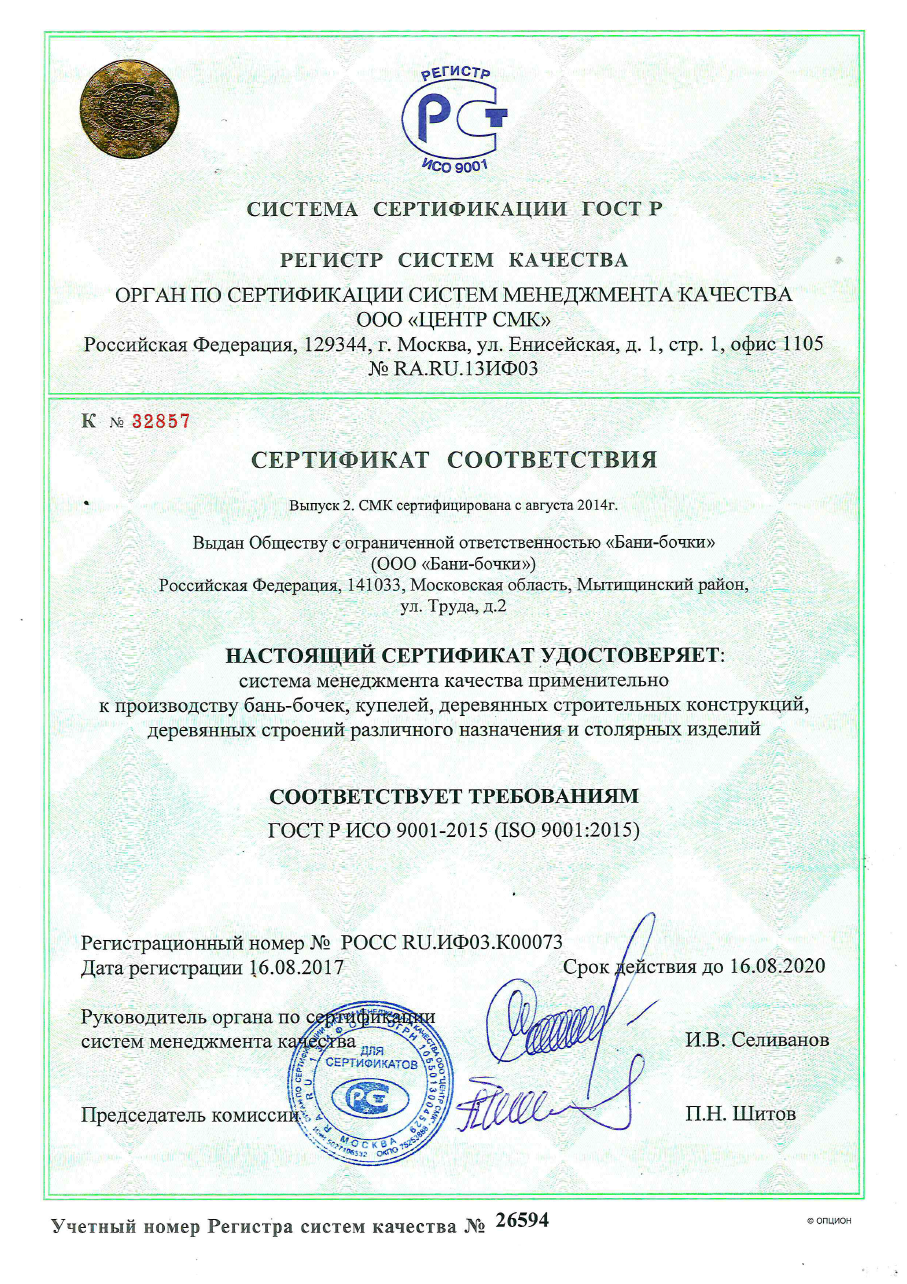 РЕГИСТР
РСТ
ИСО 9001
СИСТЕМА СЕРТИФИКАЦИИ ГОСТ Р
РЕГИСТР СИСТЕМ КАЧЕСТВА
ОРГАН ПО СЕРТИФИКАЦИИ СИСТЕМ МЕНЕДЖМЕНТА КАЧЕСТВА
ООО «ЦЕНТР СМК»
Российская Федерация, 129344, г. Москва, ул. Енисейская, д. 1, стр. 1, офис 1105
№ RA.RU.13ИФ03
К № 32857
СЕРТИФИКАТ СООТВЕТСТВИЯ
Выпуск 2. СМК сертифицирована с августа 2014г.
Выдан Обществу с ограниченной ответственностью «Бани-бочки»
(ООО «Бани-бочки»)
Российская Федерация, 141033, Московская область, Мытищинский район,
ул. Труда, д.2
НАСТОЯЩИЙ СЕРТИФИКАТ УДОСТОВЕРЯЕТ:
система менеджмента качества применительно
к производству бань-бочек, купелей, деревянных строительных конструкций,
деревянных строений различного назначения и столярных изделий
СООТВЕТСТВУЕТ ТРЕБОВАНИЯМ
ГОСТ Р ИСО 9001-2015 (ISO 9001:2015)
Регистрационный номер № РОСС RU.ИФ03.К00073
Дата регистрации 16.08.2017 Срок действия до 16.08.2020
Руководитель органа по сертификации
систем менеджмента качества И.В. Селиванов
ДЛЯ
СЕРТИФИКАТОВ
ОГРН 1055013004529
МОСКВА
Председатель комиссии П.Н. Шитов
Учетный номер Регистра систем качества № 26594
© ОПЦИОН